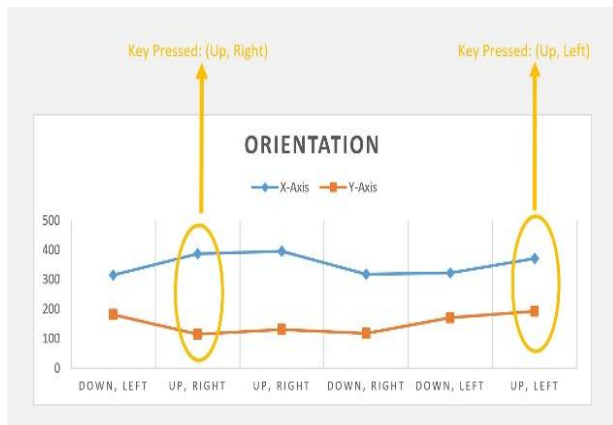 Key Pressed: (Up, Right)
Key Pressed: (Up, Left)
ORIENTATION
X-Axis Y-Axis
500
400
300
200
100
0
DOWN, LEFT UP, RIGHT UP, RIGHT DOWN, RIGHT DOWN, LEFT UP, LEFT